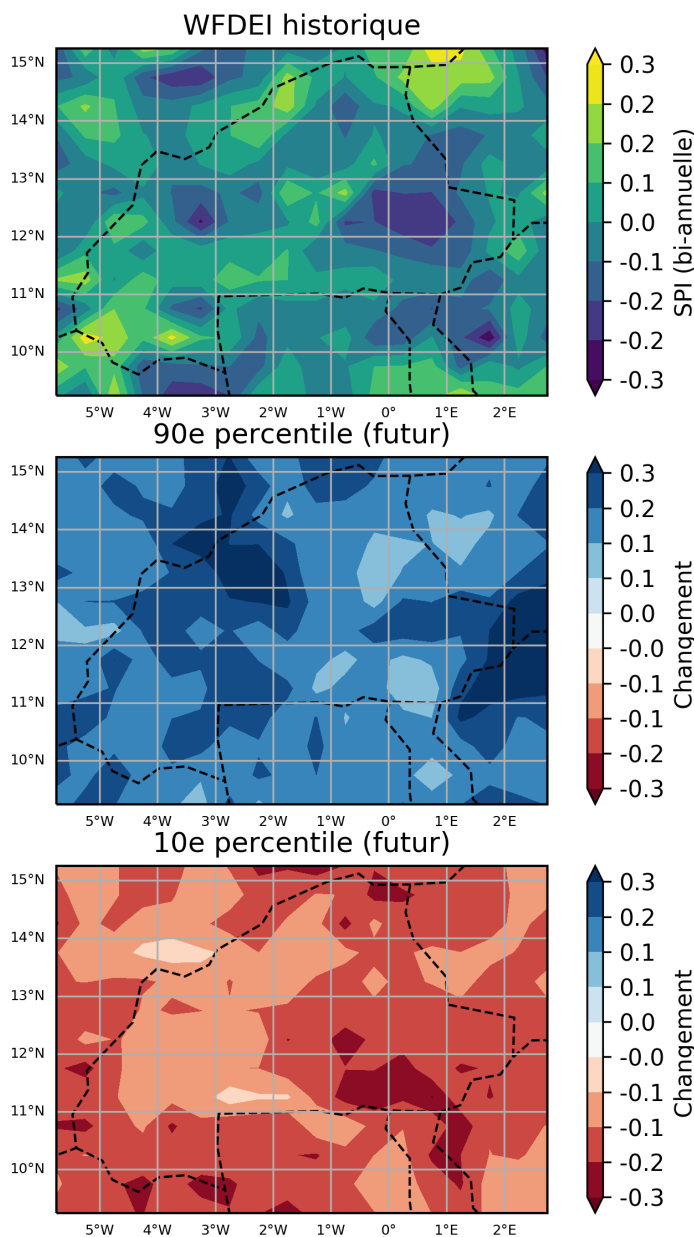 WFDEI historique
15°N
14°N
13°N
12°N
11°N
10°N
5°W 4°W 3°W 2°W 1°W 0° 1°E 2°E
0.3
0.2
0.2
0.1
0.0
-0.1
-0.2
-0.2
-0.3
SPI (bi-annuelle)
90e percentile (futur)
15°N
14°N
13°N
12°N
11°N
10°N
5°W 4°W 3°W 2°W 1°W 0° 1°E 2°E
0.3
0.2
0.1
0.1
0.0
-0.0
-0.1
-0.1
-0.2
-0.3
Changement
10e percentile (futur)
15°N
14°N
13°N
12°N
11°N
10°N
5°W 4°W 3°W 2°W 1°W 0° 1°E 2°E
0.3
0.2
0.1
0.1
0.0
-0.0
-0.1
-0.1
-0.2
-0.3
Changement